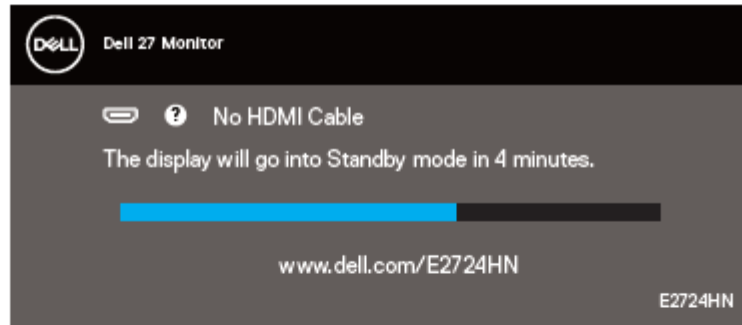 DELL
Dell 27 Monitor
? No HDMI Cable
The display will go into Standby mode in 4 minutes.
www.dell.com/E2724HN
E2724HN